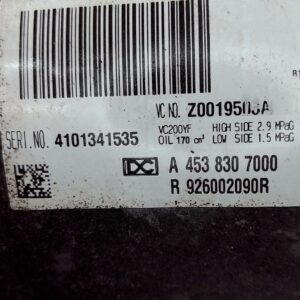 VC NO. Z0019503A
SERI.NO. 4101341535
VC200YF HIGH SIDE 2.9 MPaG
OIL 170 cm³ LOW SIDE 1.5 MPaG
DC A 453 830 7000
R 926002090R